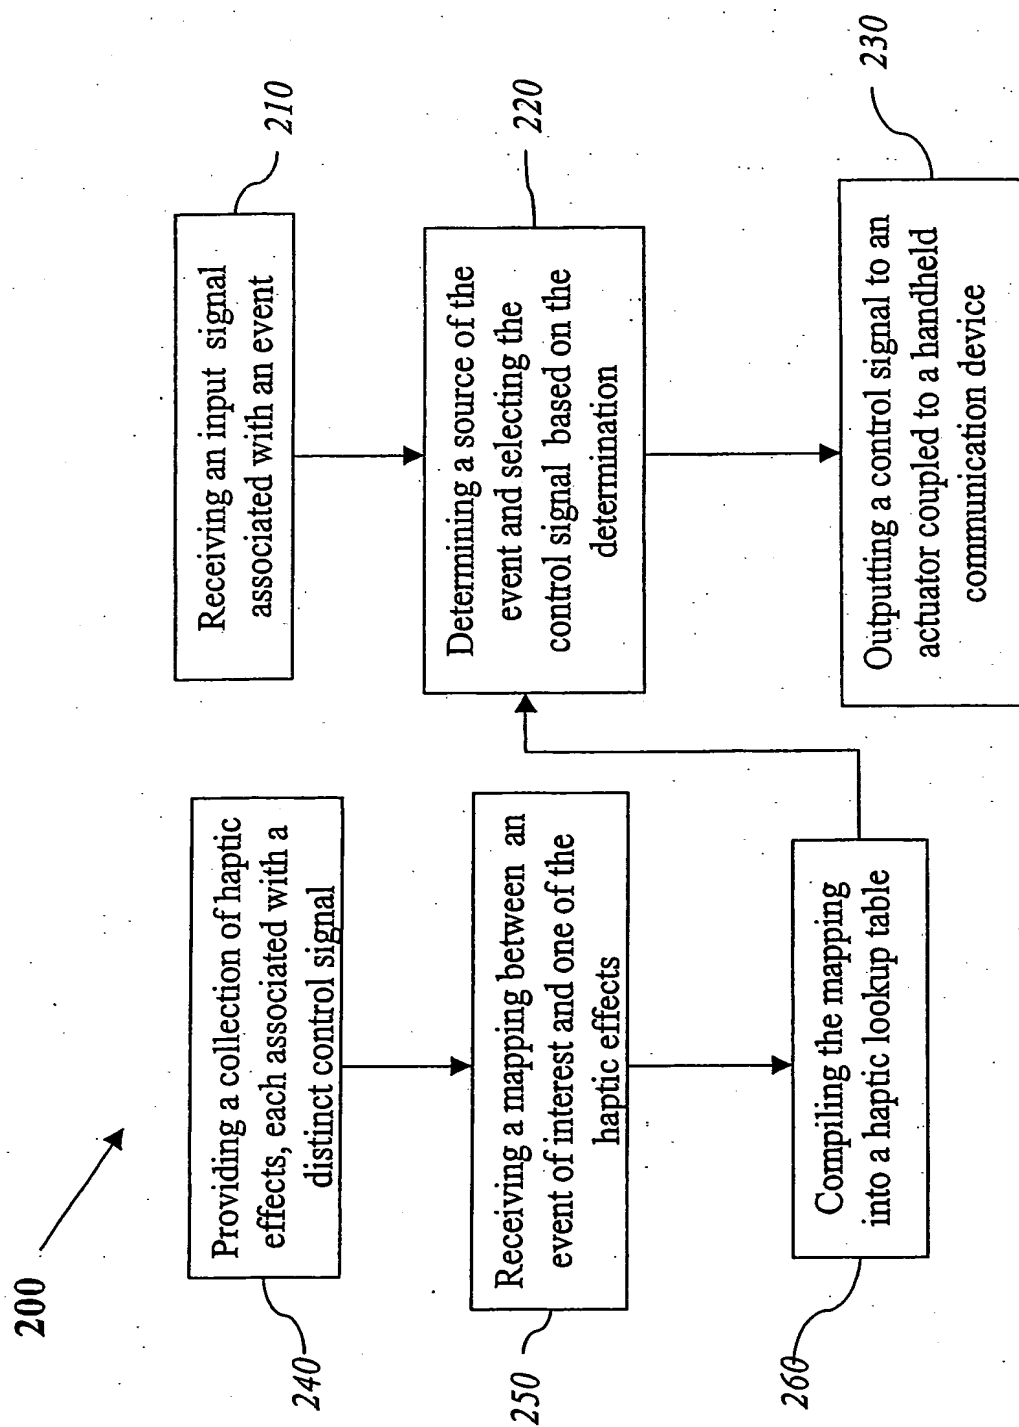 200
Providing a collection of haptic
effects, each associated with a
distinct control signal
240
Receiving a mapping between an
event of interest and one of the
haptic effects
250
Compiling the mapping
into a haptic lookup table
260
Receiving an input signal
associated with an event
210
Determining a source of the
event and selecting the
control signal based on the
determination
220
Outputting a control signal to an
actuator coupled to a handheld
communication device
230